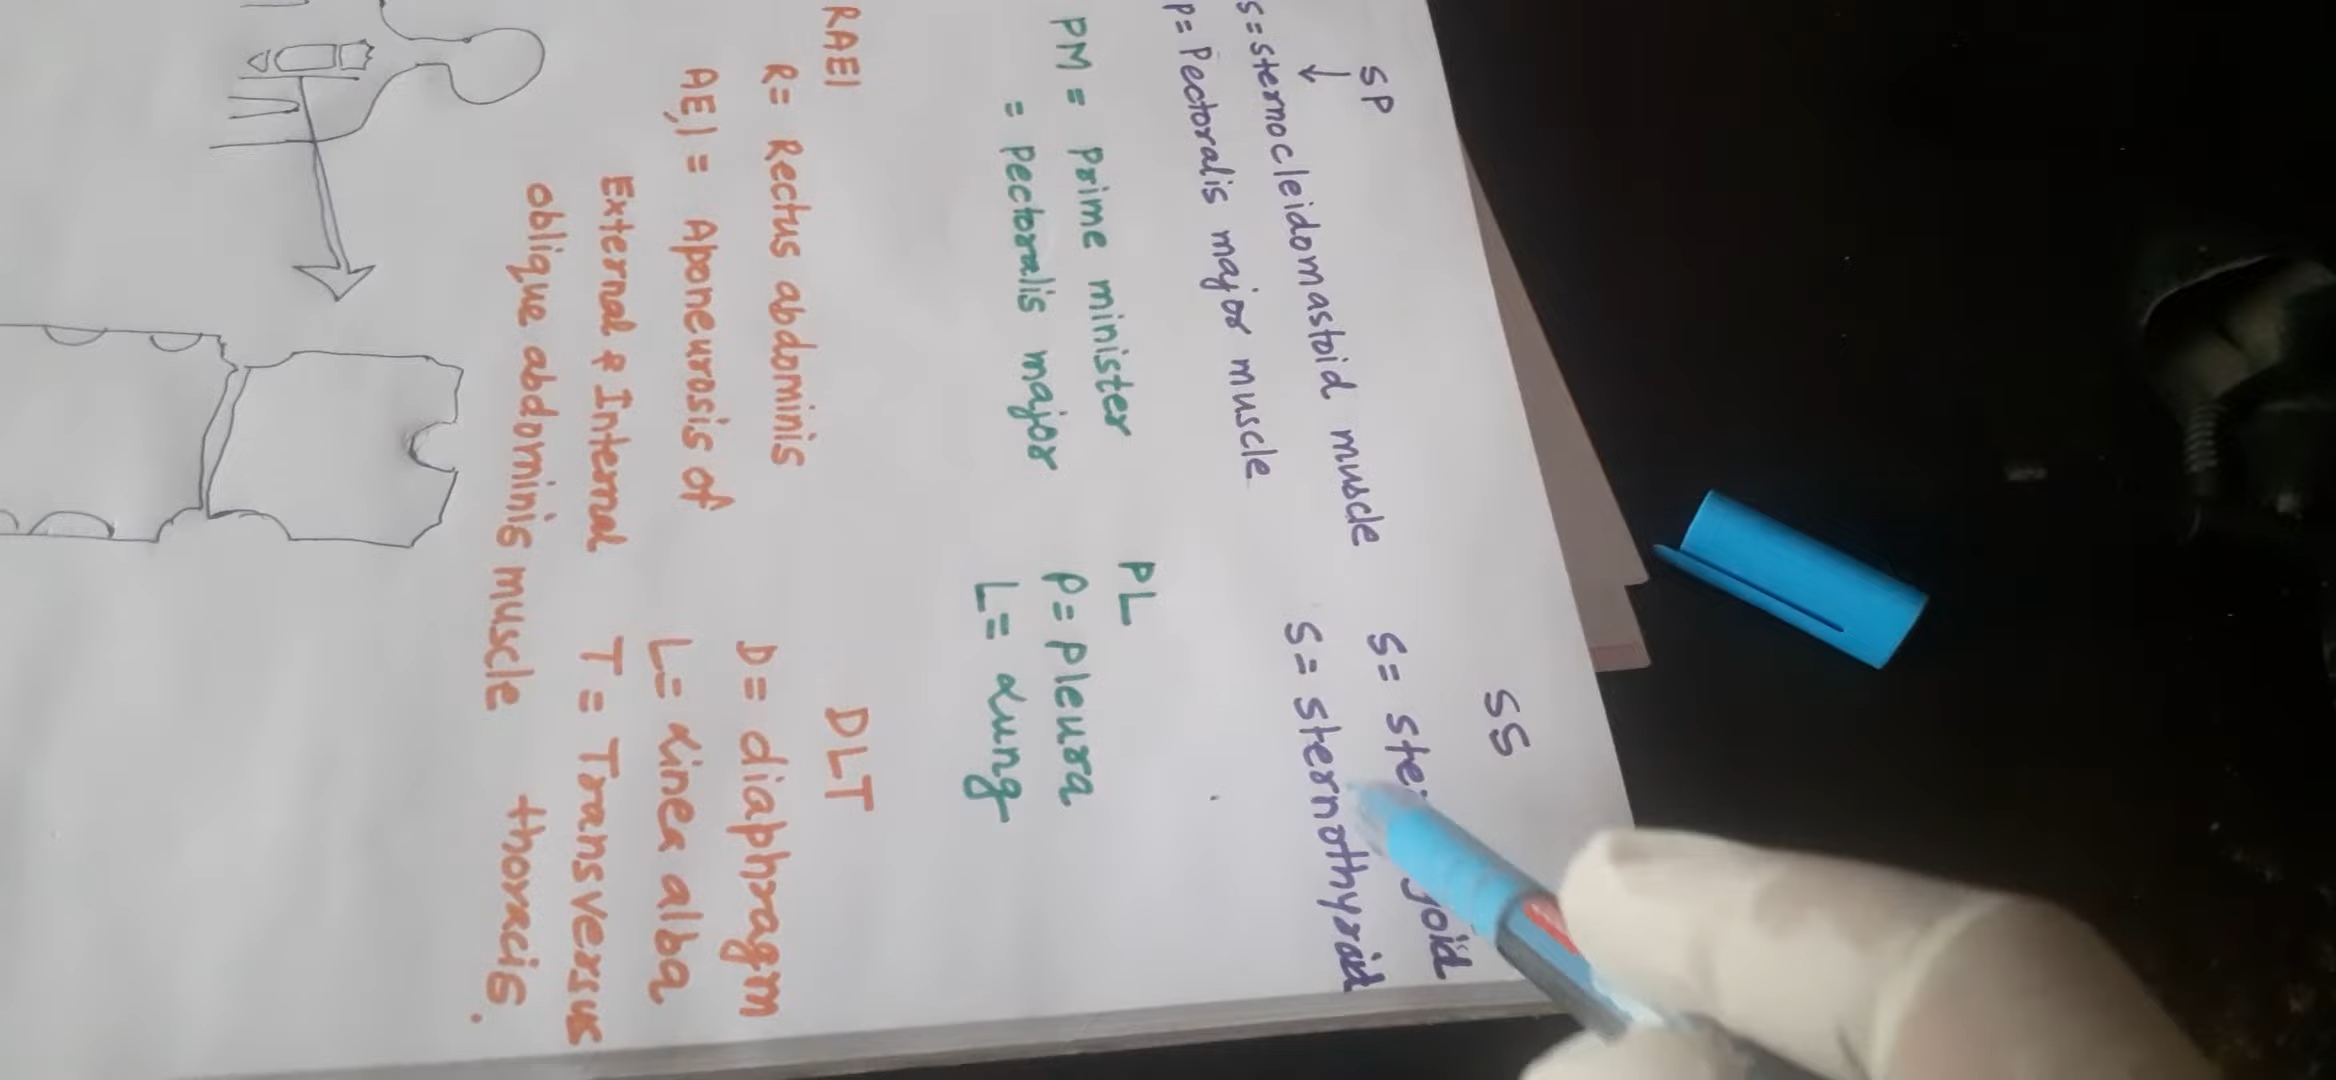 SP
S= sternocleidomastoid muscle
P= Pectoralis major muscle
SS
S=
S= sternothyroid
PM = Prime minister
= Pectoralis major
PL
P= Pleura
L= Lung
RAEI
R= Rectus abdominis
AE,I = Aponeurosis of
External & Internal
oblique abdominis muscle
DLT
D= diaphragm
L= Linea alba
T = Transversus
thoracis.